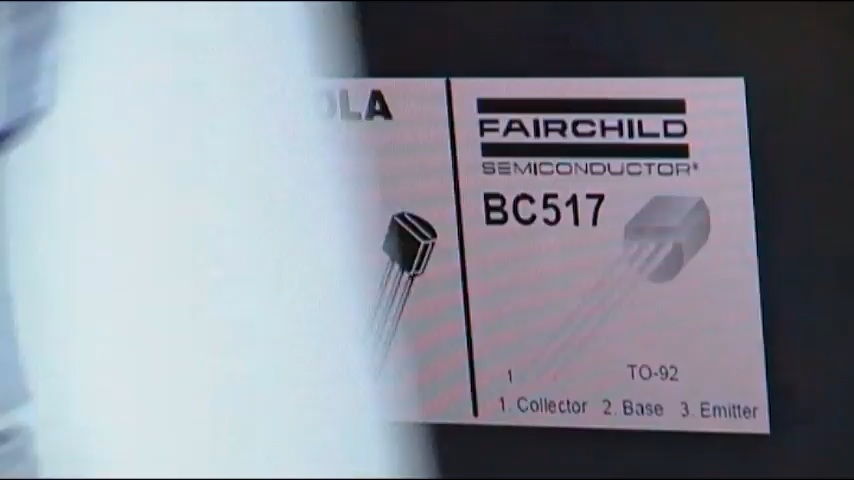 OLA
FAIRCHILD
SEMICONDUCTOR®
BC517
1
TO-92
1. Collector 2. Base 3. Emitter